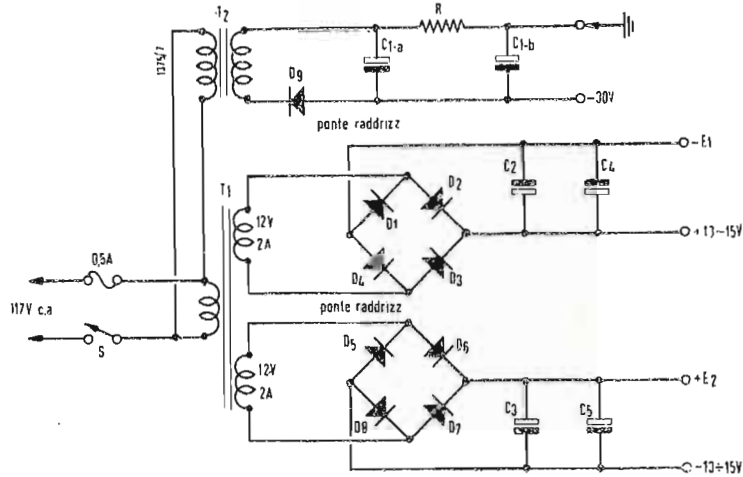 T2
R
C1-a
C1-b
D9
-30V
ponte raddrizz
-E1
C2
C4
D2
D1
T1
12V
2A
D4
D3
+13÷15V
0,5A
117V c.a
S
ponte raddrizz
D5
D6
12V
2A
D8
D7
+E2
C3
C5
-13÷15V